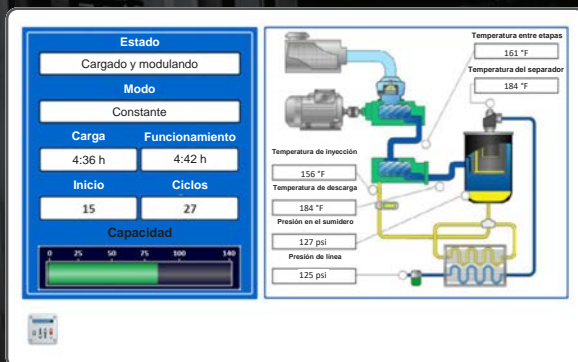 Estado
Cargado y modulando
Modo
Constante
Carga
Funcionamiento
4:36 h
4:42 h
Inicio
Ciclos
15
27
Capacidad
0 25 50 75 100 140
Temperatura entre etapas
161 °F
Temperatura del separador
184 °F
Temperatura de inyección
156 °F
Temperatura de descarga
184 °F
Presión en el sumidero
127 psi
Presión de línea
125 psi